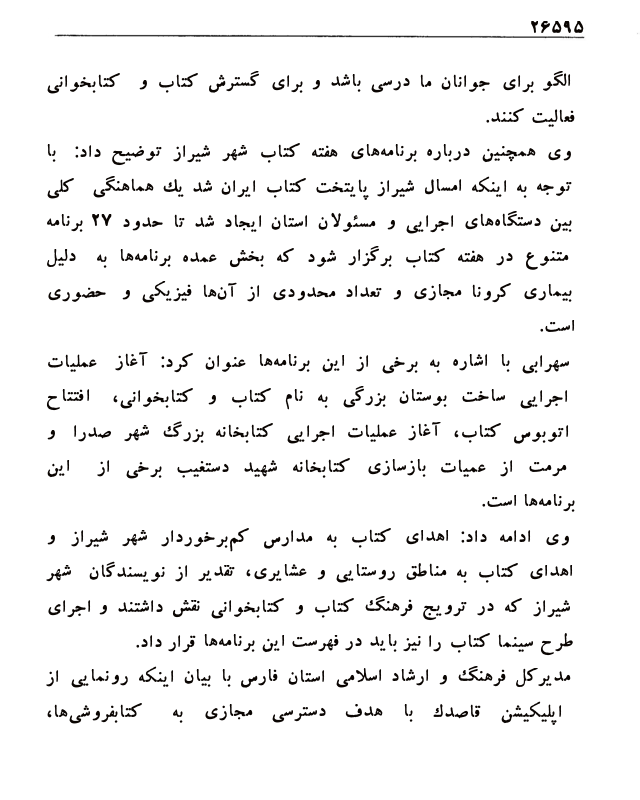 ۲۶۵۹۵
الگو برای جوانان ما درسی باشد و برای گسترش کتاب و کتابخوانی
فعالیت کنند.
وی همچنین درباره برنامه‌های هفته کتاب شهر شیراز توضیح داد: با
توجه به اینکه امسال شیراز پایتخت کتاب ایران شد یك هماهنگی کلی
بین دستگاه‌های اجرایی و مسئولان استان ایجاد شد تا حدود ۲۷ برنامه
متنوع در هفته کتاب برگزار شود که بخش عمده برنامه‌ها به دلیل
بیماری کرونا مجازی و تعداد محدودی از آن‌ها فیزیکی و حضوری
است.
سهرابی با اشاره به برخی از این برنامه‌ها عنوان کرد: آغاز عملیات
اجرایی ساخت بوستان بزرگی به نام کتاب و کتابخوانی، افتتاح
اتوبوس کتاب، آغاز عملیات اجرایی کتابخانه بزرگ شهر صدرا و
مرمت از عمیات بازسازی کتابخانه شهید دستغیب برخی از این
برنامه‌ها است.
وی ادامه داد: اهدای کتاب به مدارس کم‌برخوردار شهر شیراز و
اهدای کتاب به مناطق روستایی و عشایری، تقدیر از نویسندگان شهر
شیراز که در ترویج فرهنگ کتاب و کتابخوانی نقش داشتند و اجرای
طرح سینما کتاب را نیز باید در فهرست این برنامه‌ها قرار داد.
مدیرکل فرهنگ و ارشاد اسلامی استان فارس با بیان اینکه رونمایی از
اپلیکیشن قاصدك با هدف دسترسی مجازی به کتابفروشی‌ها،